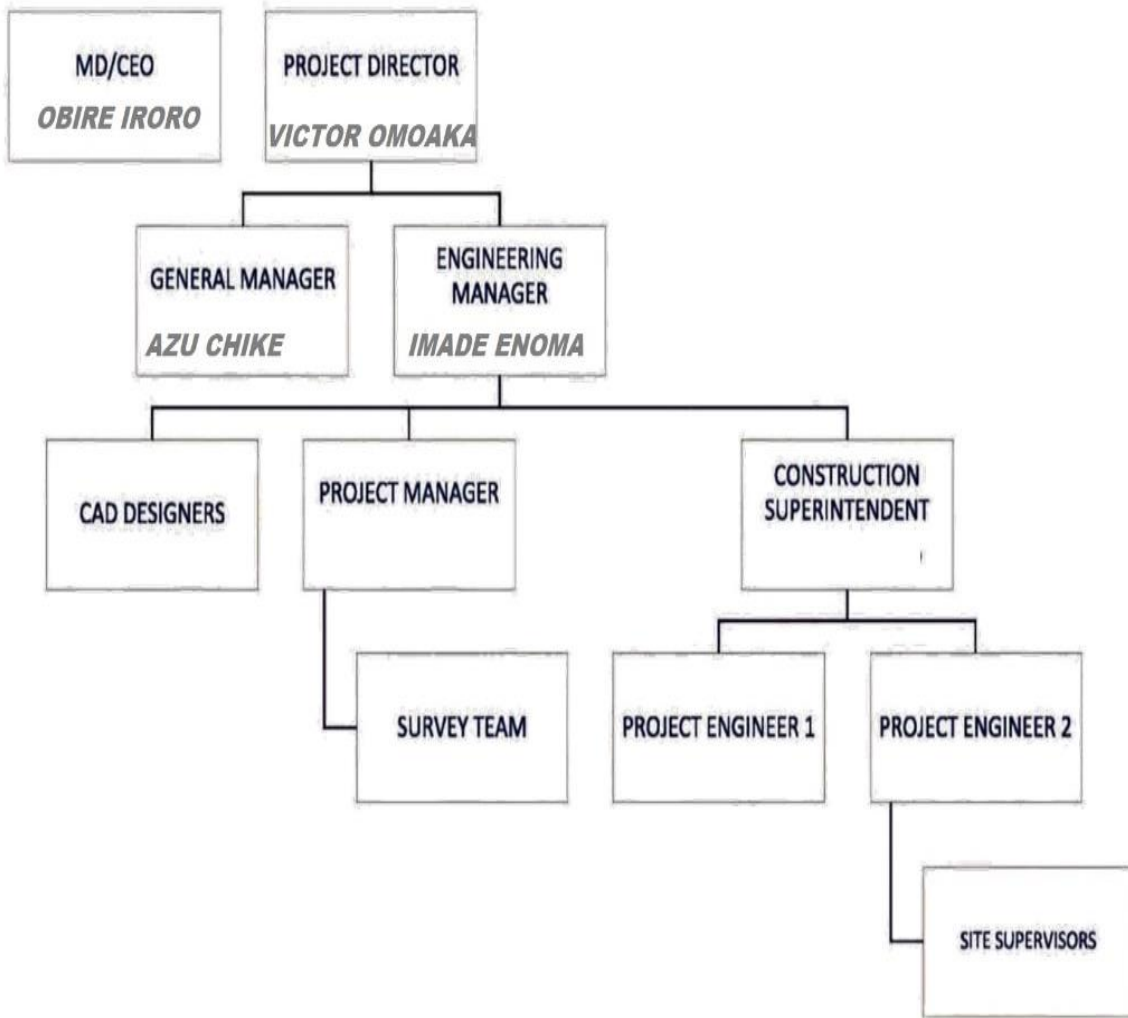 MD/CEO
OBIRE IRORO
PROJECT DIRECTOR
VICTOR OMOAKA
GENERAL MANAGER
AZU CHIKE
ENGINEERING
MANAGER
IMADE ENOMA
CAD DESIGNERS
PROJECT MANAGER
CONSTRUCTION
SUPERINTENDENT
SURVEY TEAM
PROJECT ENGINEER 1
PROJECT ENGINEER 2
SITE SUPERVISORS